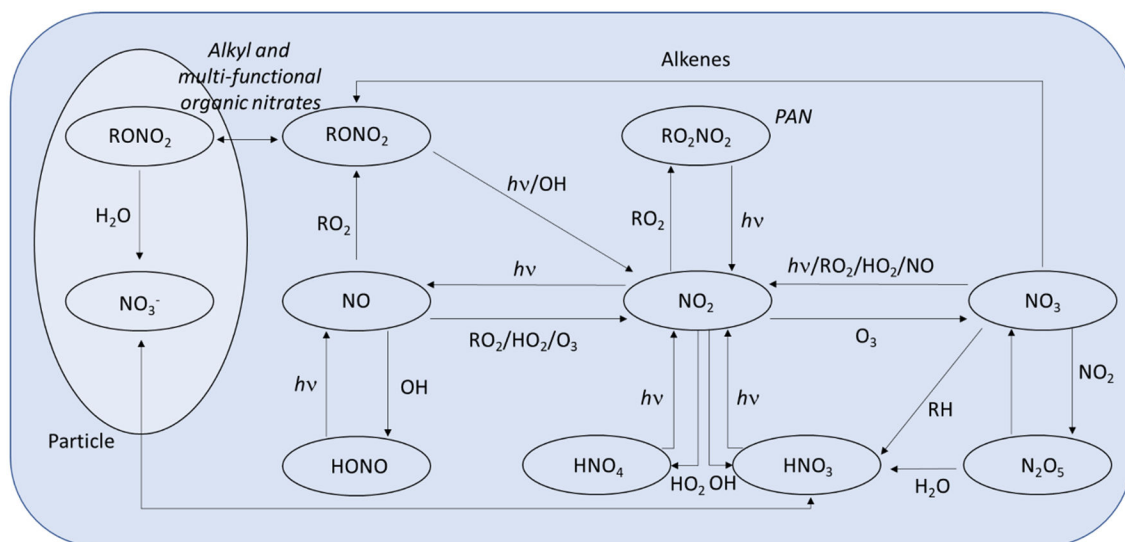 Alkyl and
multi-functional
organic nitrates
Alkenes
RONO₂
RONO₂
RO₂NO₂
PAN
H₂O
RO₂
hν/OH
RO₂
hν
hν
hν/RO₂/HO₂/NO
NO₃⁻
NO
NO₂
NO₃
RO₂/HO₂/O₃
O₃
hν
OH
hν
hν
RH
NO₂
Particle
HONO
HNO₄
HO₂
OH
HNO₃
H₂O
N₂O₅